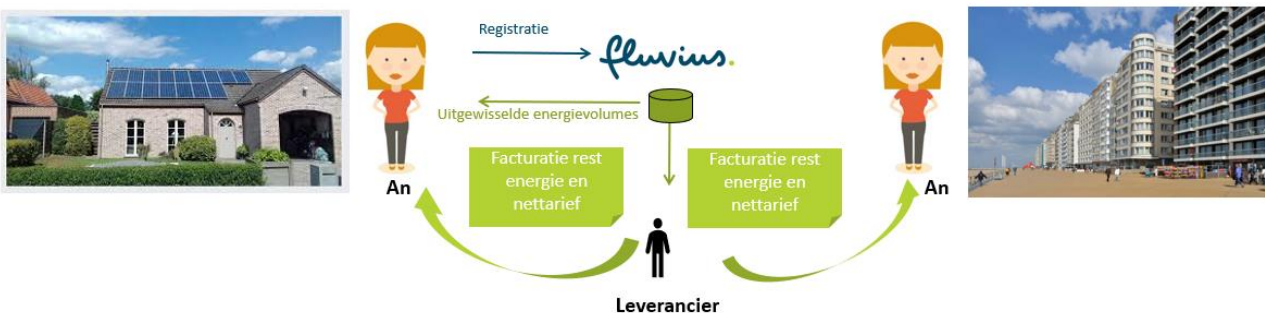 Registratie
fluvius.
Uitgewisselde energievolumes
Facturatie rest
energie en
nettarief
Facturatie rest
energie en
nettarief
An
An
Leverancier